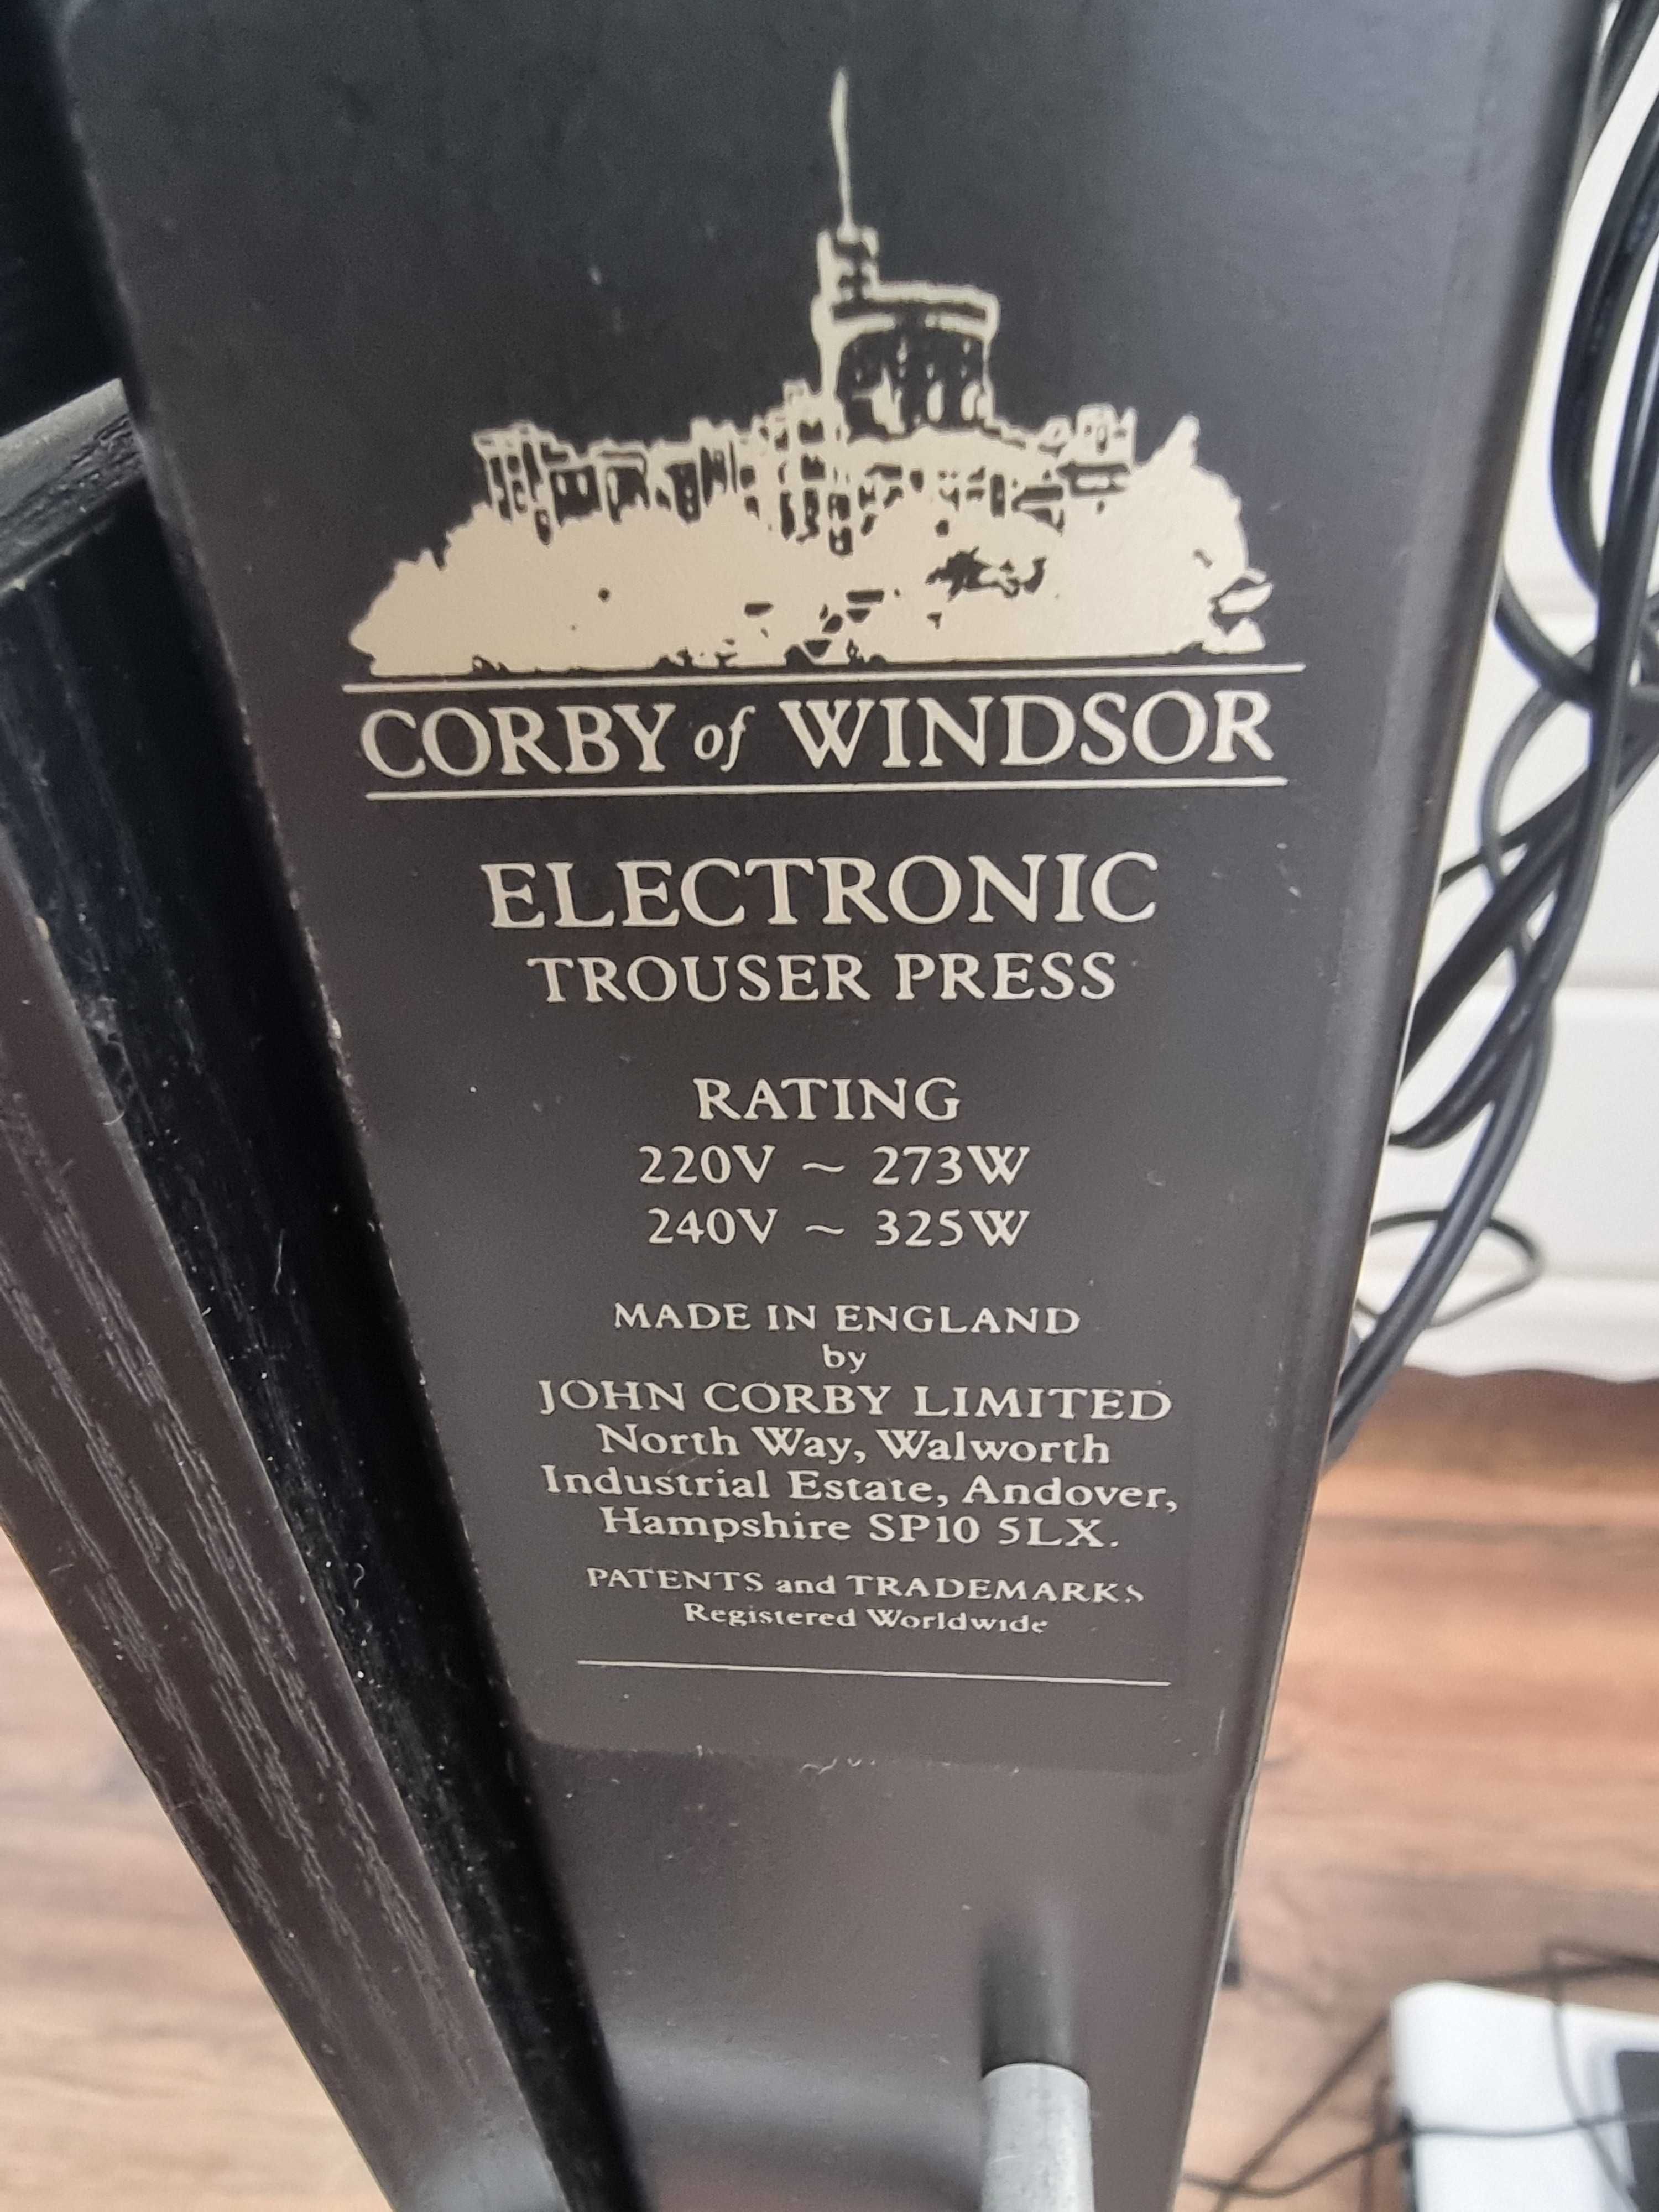 CORBY of WINDSOR
ELECTRONIC
TROUSER PRESS
RATING
220V ~ 273W
240V ~ 325W
MADE IN ENGLAND
by
JOHN CORBY LIMITED
North Way, Walworth
Industrial Estate, Andover,
Hampshire SP10 5LX.
PATENTS and TRADEMARKS
Registered Worldwide